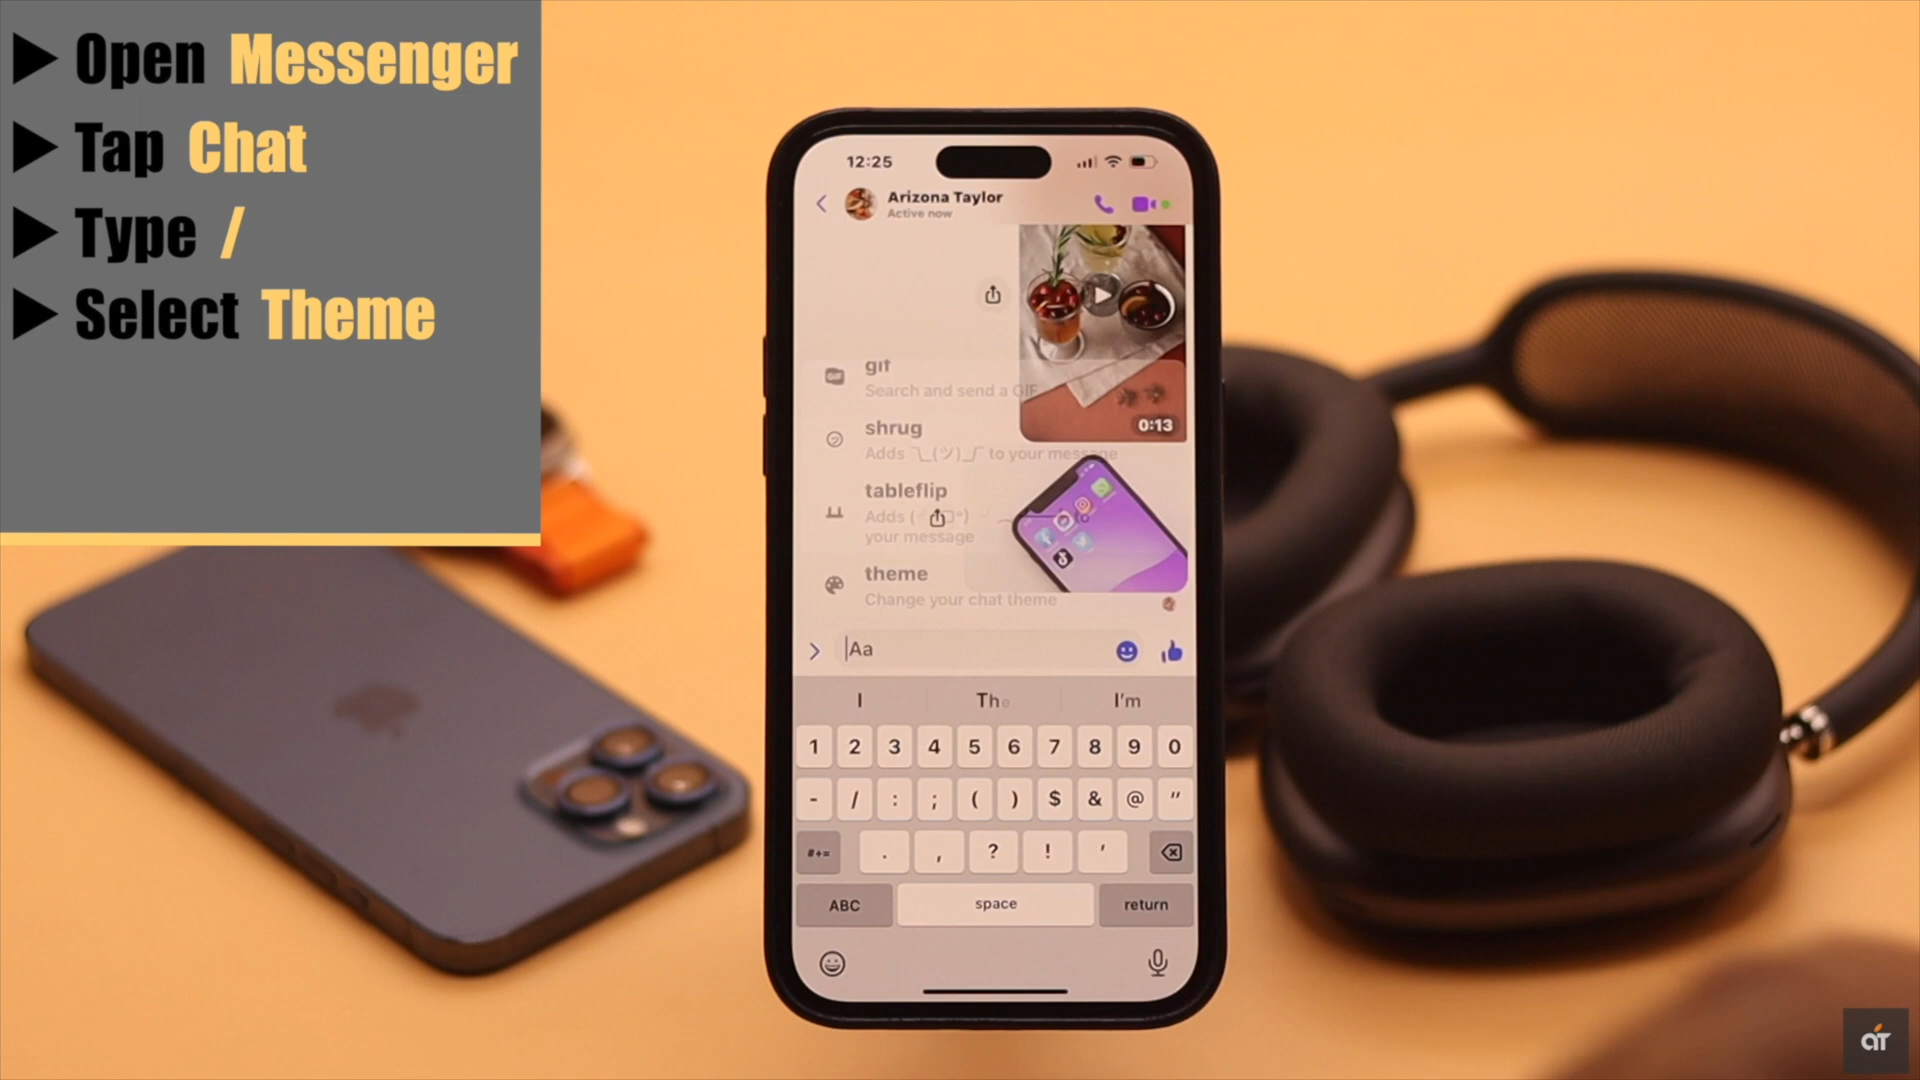 ▶ Open Messenger
▶ Tap Chat
▶ Type /
▶ Select Theme
12:25
Arizona Taylor
Active now
gif
Search and send a GIF
0:13
shrug
Adds ¯\_(ツ)_/¯ to your message
tableflip
to
your message
theme
Change your chat theme
Aa
I The I'm
1 2 3 4 5 6 7 8 9 0
- / : ; ( ) $ & @ "
#+= . , ? ! '
ABC space return
aT